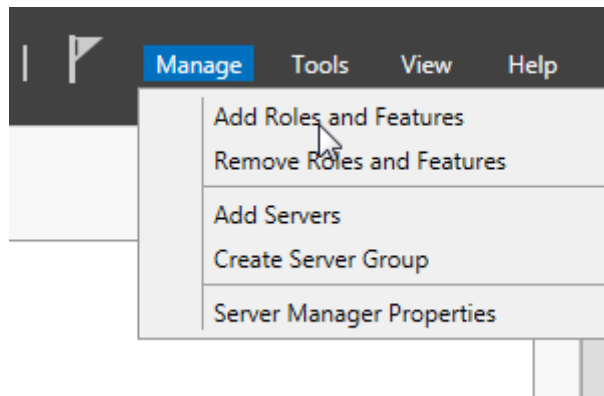 Manage Tools View Help
Add Roles and Features
Remove Roles and Features
Add Servers
Create Server Group
Server Manager Properties